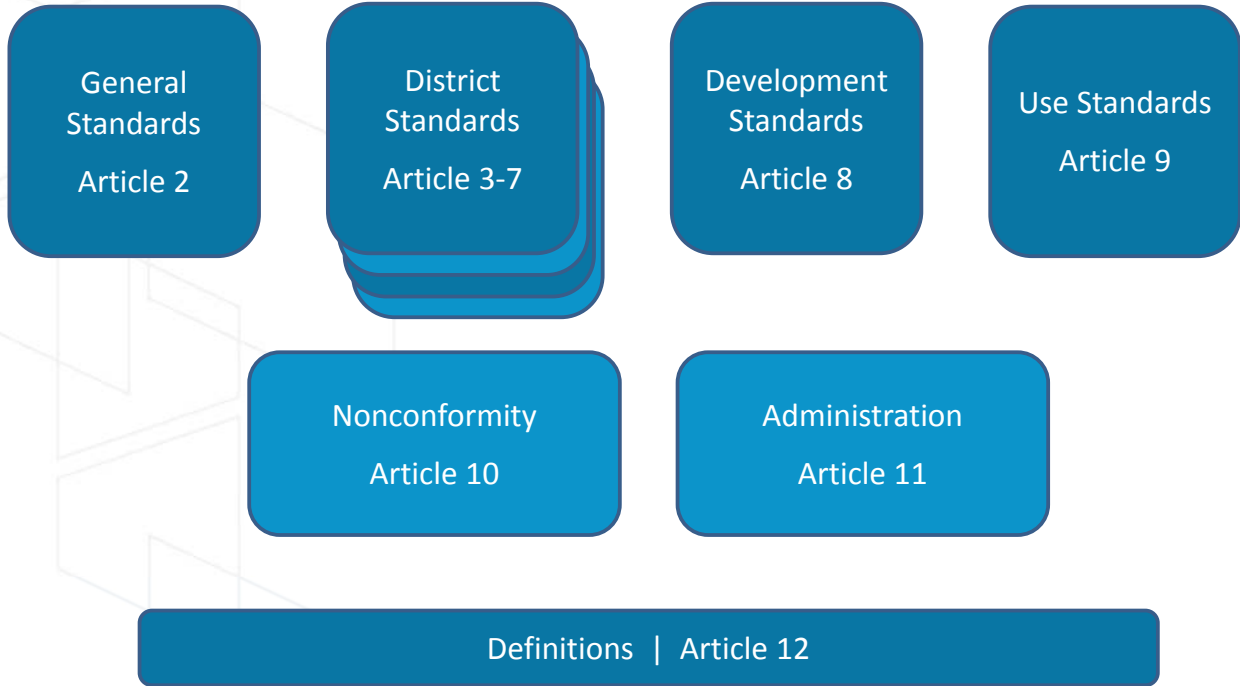 General
Standards
Article 2
District
Standards
Article 3-7
Development
Standards
Article 8
Use Standards
Article 9
Nonconformity
Article 10
Administration
Article 11
Definitions | Article 12